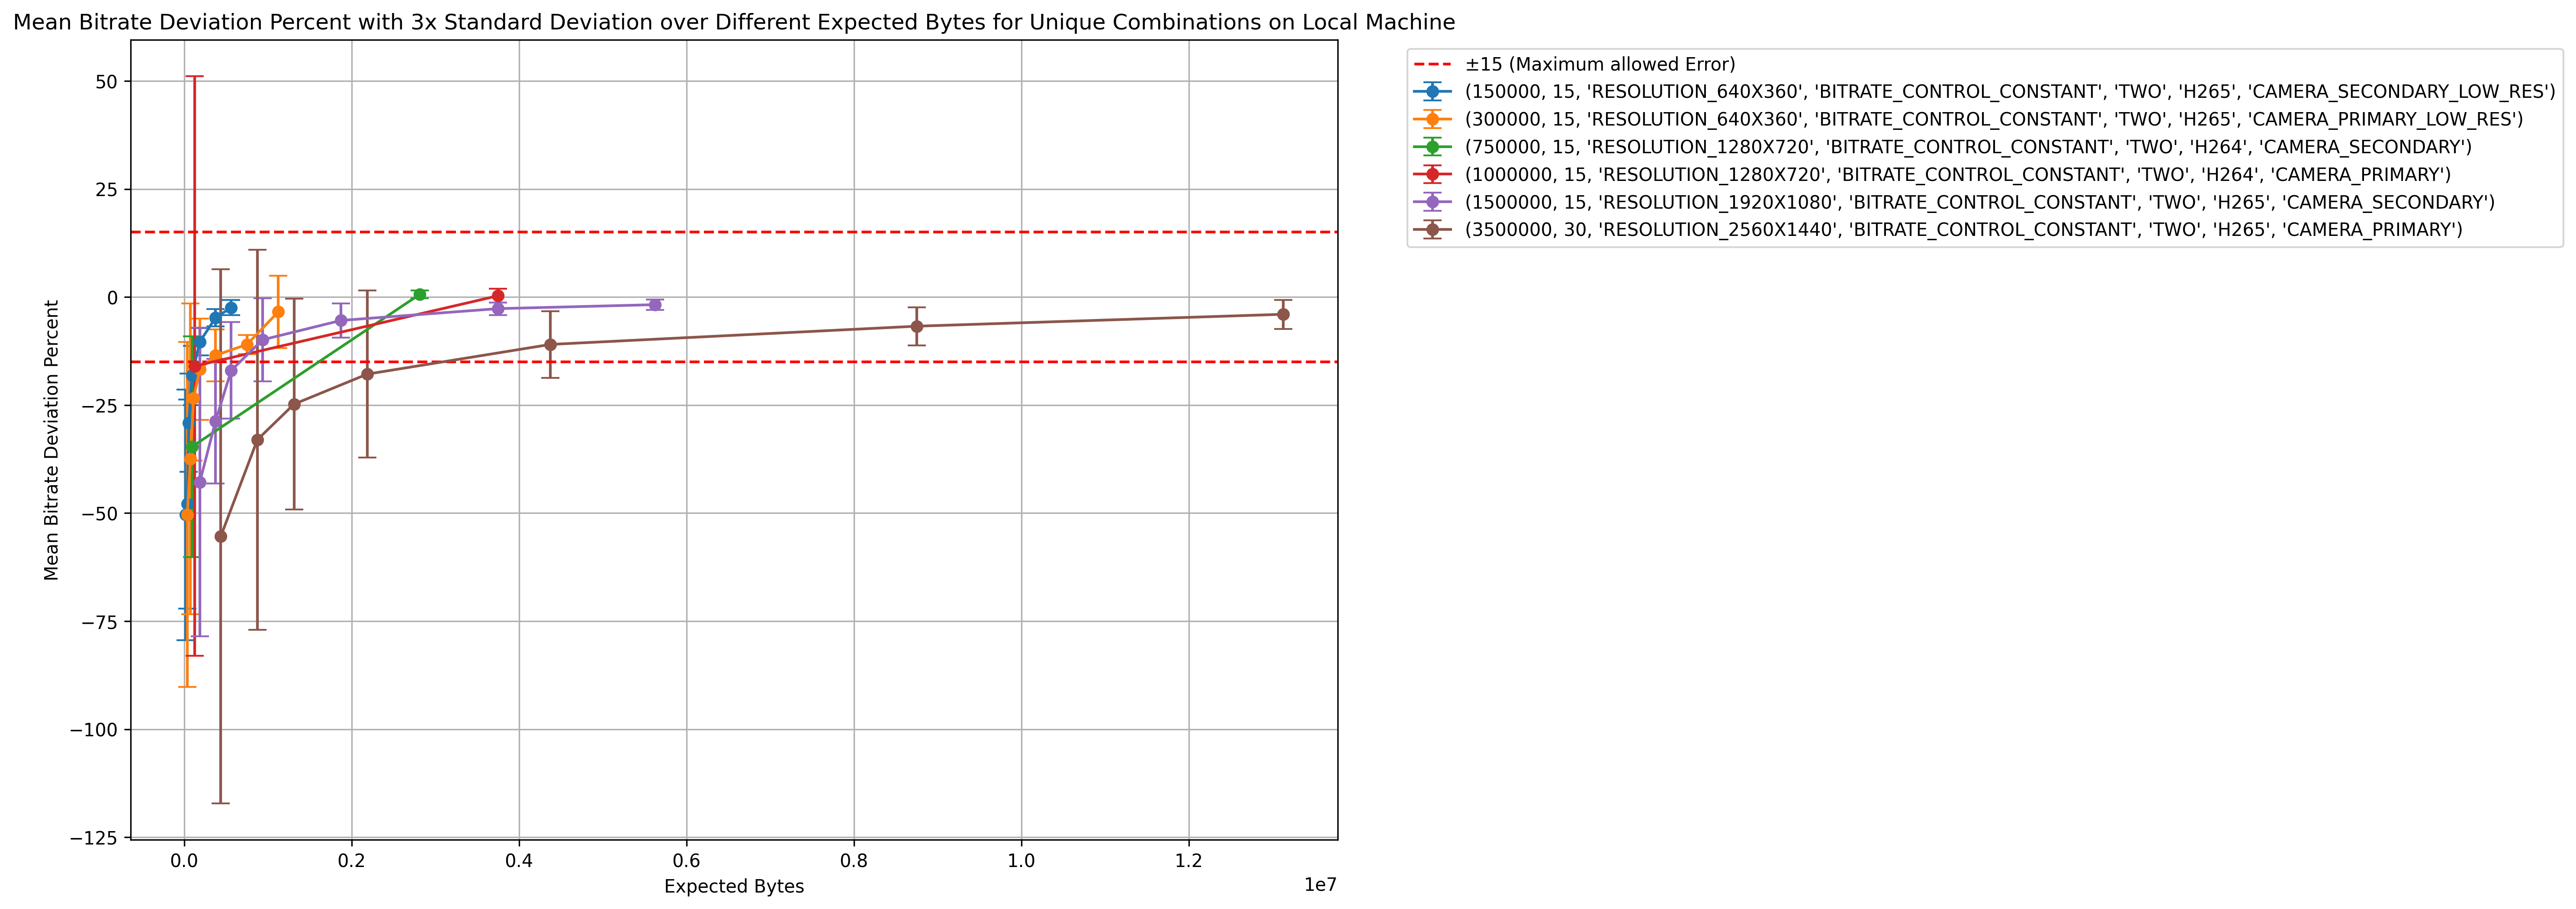 Mean Bitrate Deviation Percent with 3x Standard Deviation over Different Expected Bytes for Unique Combinations on Local Machine
±15 (Maximum allowed Error)
(150000, 15, 'RESOLUTION_640X360', 'BITRATE_CONTROL_CONSTANT', 'TWO', 'H265', 'CAMERA_SECONDARY_LOW_RES')
(300000, 15, 'RESOLUTION_640X360', 'BITRATE_CONTROL_CONSTANT', 'TWO', 'H265', 'CAMERA_PRIMARY_LOW_RES')
(750000, 15, 'RESOLUTION_1280X720', 'BITRATE_CONTROL_CONSTANT', 'TWO', 'H264', 'CAMERA_SECONDARY')
(1000000, 15, 'RESOLUTION_1280X720', 'BITRATE_CONTROL_CONSTANT', 'TWO', 'H264', 'CAMERA_PRIMARY')
(1500000, 15, 'RESOLUTION_1920X1080', 'BITRATE_CONTROL_CONSTANT', 'TWO', 'H265', 'CAMERA_SECONDARY')
(3500000, 30, 'RESOLUTION_2560X1440', 'BITRATE_CONTROL_CONSTANT', 'TWO', 'H265', 'CAMERA_PRIMARY')
Mean Bitrate Deviation Percent
50
25
0
−25
−50
−75
−100
−125
0.0
0.2
0.4
0.6
0.8
1.0
1.2
1e7
Expected Bytes